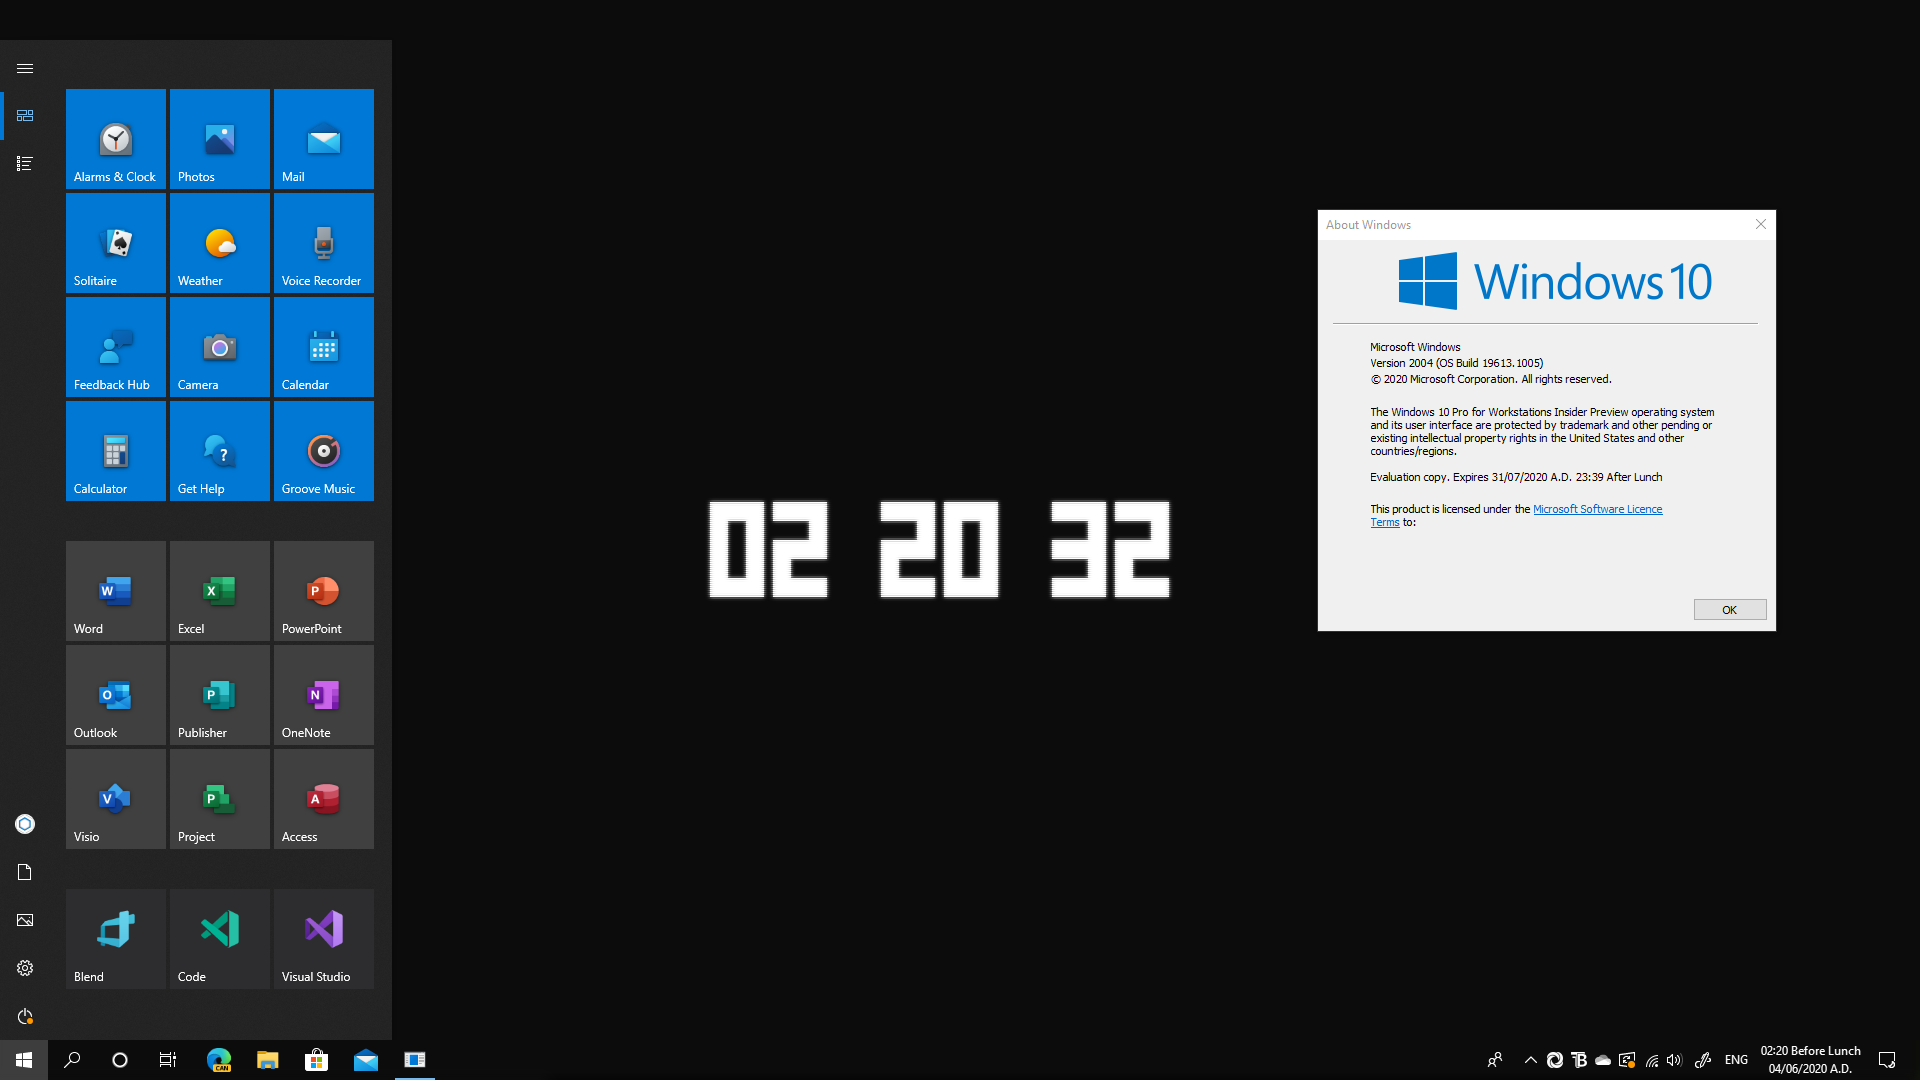 Alarms & Clock
Photos
Mail
Solitaire
Weather
Voice Recorder
Feedback Hub
Camera
Calendar
Calculator
?
Get Help
Groove Music
W
Word
X
Excel
P
PowerPoint
O
Outlook
P
Publisher
N
OneNote
V
Visio
P
Project
A
Access
Blend
Code
Visual Studio
02 20 32
About Windows
Windows 10
Microsoft Windows
Version 2004 (OS Build 19613.1005)
© 2020 Microsoft Corporation. All rights reserved.
The Windows 10 Pro for Workstations Insider Preview operating system
and its user interface are protected by trademark and other pending or
existing intellectual property rights in the United States and other
countries/regions.
Evaluation copy. Expires 31/07/2020 A.D. 23:39 After Lunch
This product is licensed under the Microsoft Software Licence
Terms to:
OK
CAN
ENG
02:20 Before Lunch
04/06/2020 A.D.